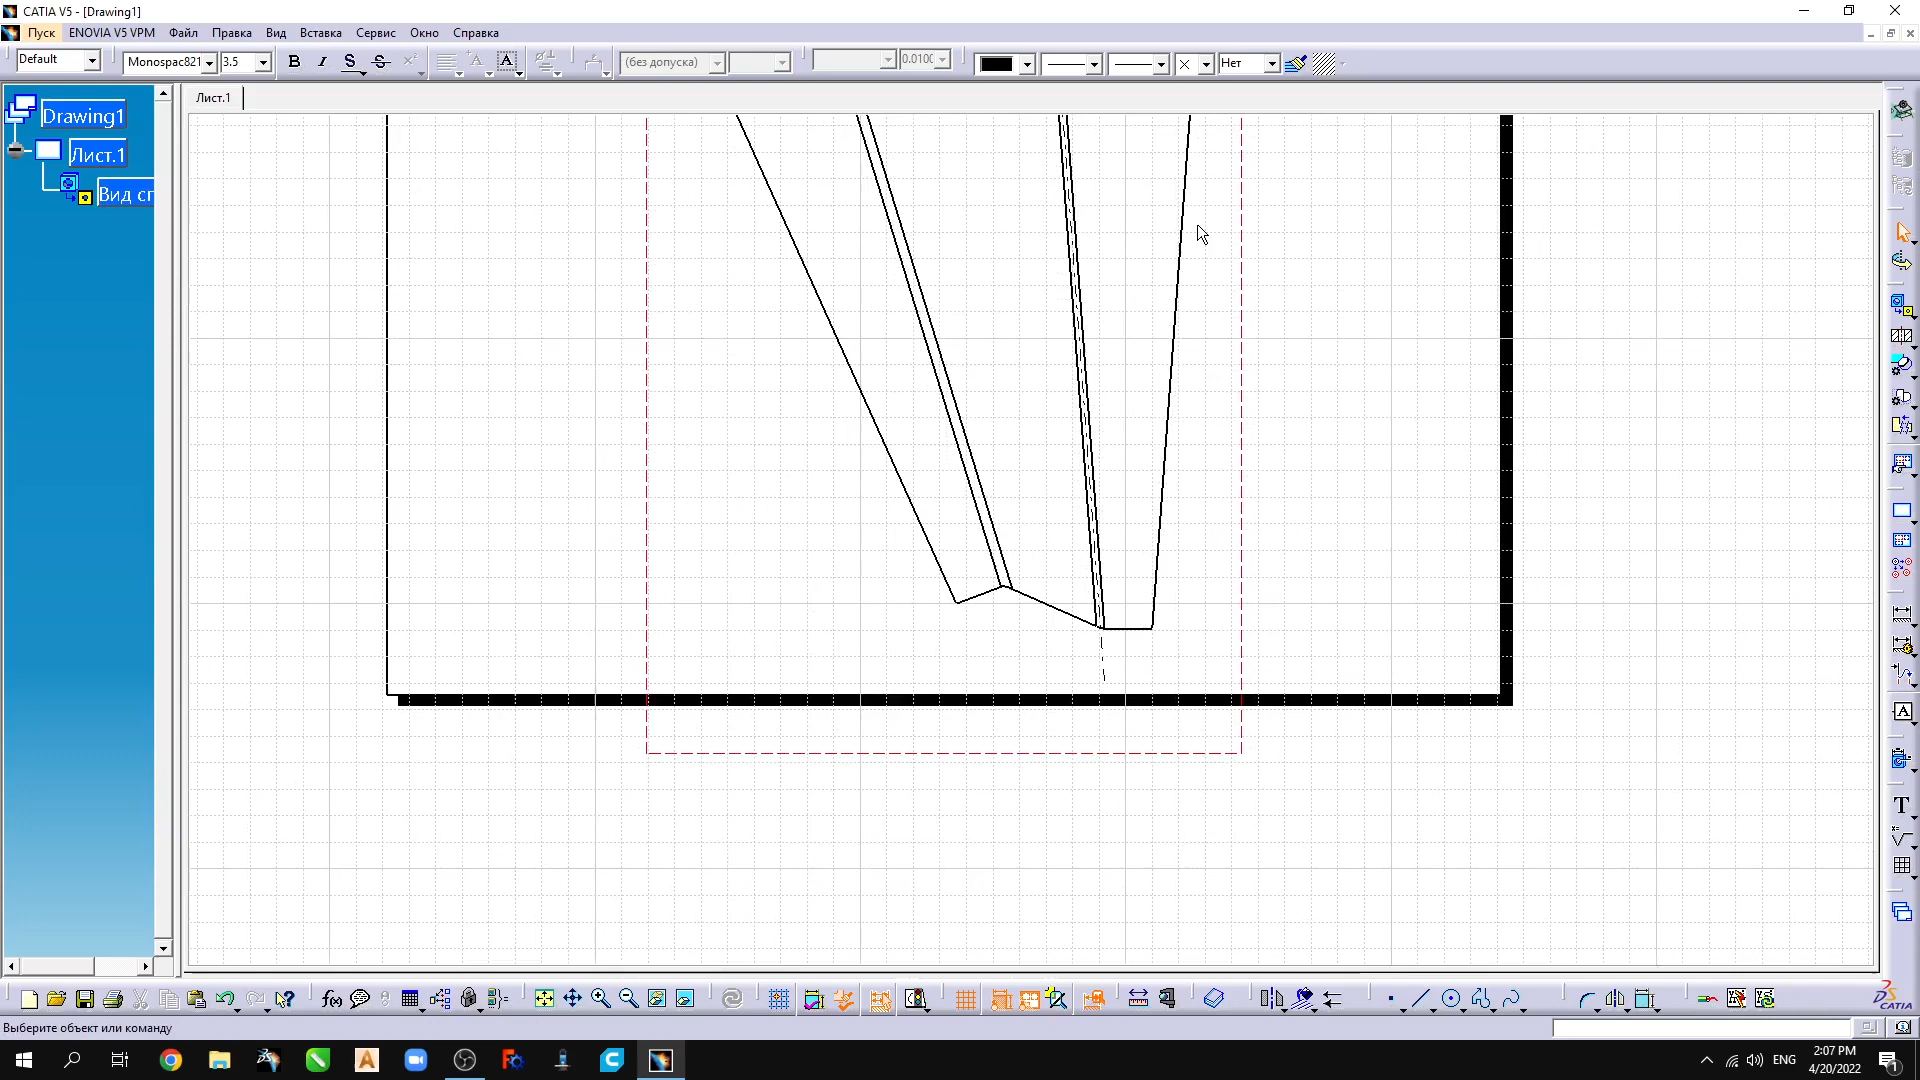 CATIA V5 - [Drawing1]
Пуск ENOVIA V5 VPM Файл Правка Вид Вставка Сервис Окно Справка
Default Monospac821 3.5 B I S S (без допуска) 0.010( Нет
Drawing1
Лист.1
Вид сп
Лист.1
Выберите объект или команду
CATIA
ENG
2:07 PM
4/20/2022
1